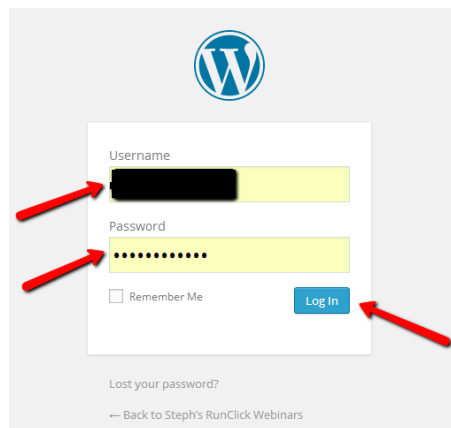 Username
Password
••••••••••••
Remember Me
Log In
Lost your password?
← Back to Steph's RunClick Webinars